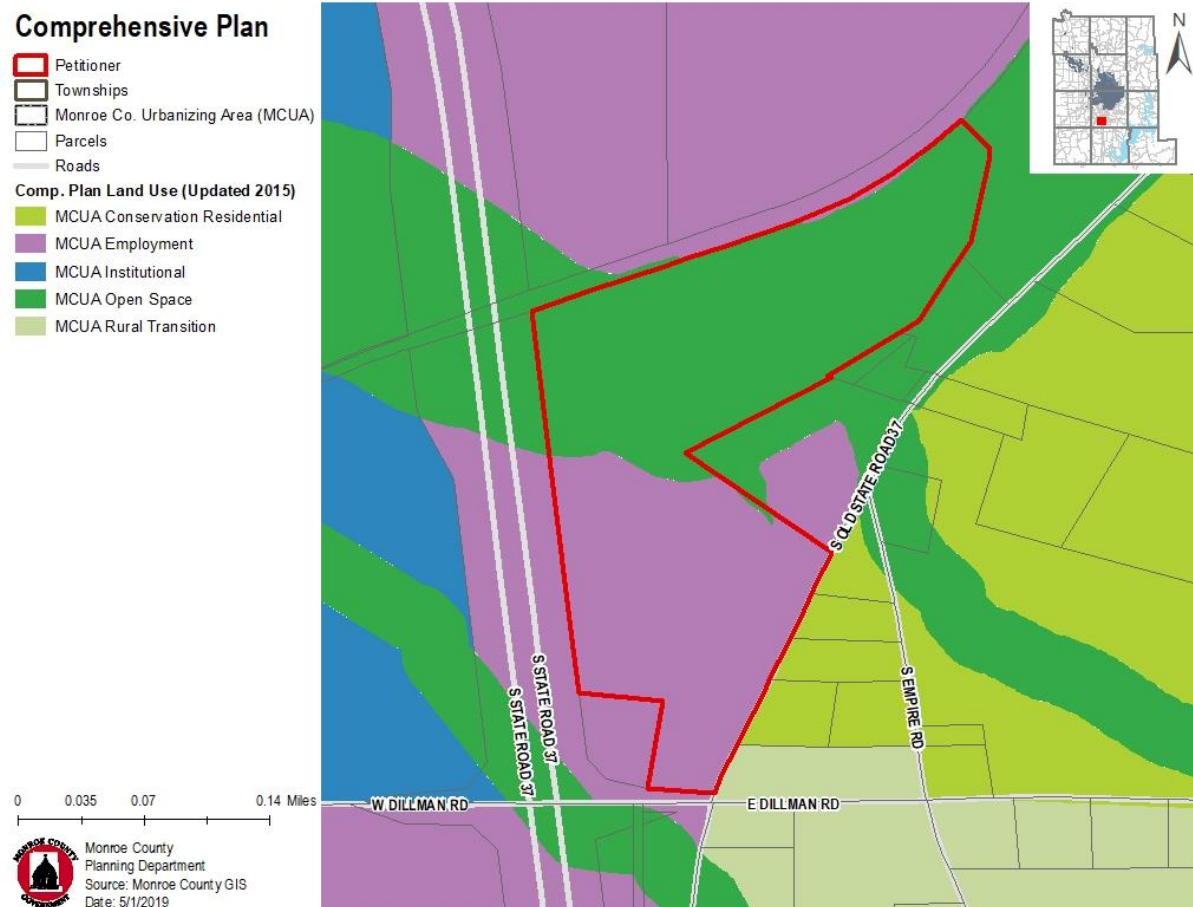 Comprehensive Plan
Petitioner
Townships
Monroe Co. Urbanizing Area (MCUA)
Parcels
Roads
Comp. Plan Land Use (Updated 2015)
MCUA Conservation Residential
MCUA Employment
MCUA Institutional
MCUA Open Space
MCUA Rural Transition
N
S OLD STATE ROAD 37
S STATE ROAD 37
S STATE ROAD 37
S EMPIRE RD
W DILLMAN RD
E DILLMAN RD
0 0.035 0.07 0.14 Miles
MONROE COUNTY
GOVERNMENT
Monroe County
Planning Department
Source: Monroe County GIS
Date: 5/1/2019